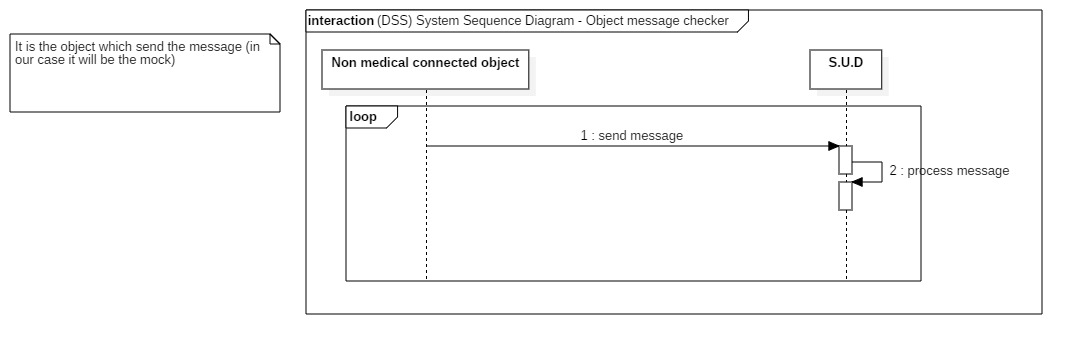 It is the object which send the message (in
our case it will be the mock)
interaction (DSS) System Sequence Diagram - Object message checker
Non medical connected object
S.U.D
loop
1 : send message
2 : process message